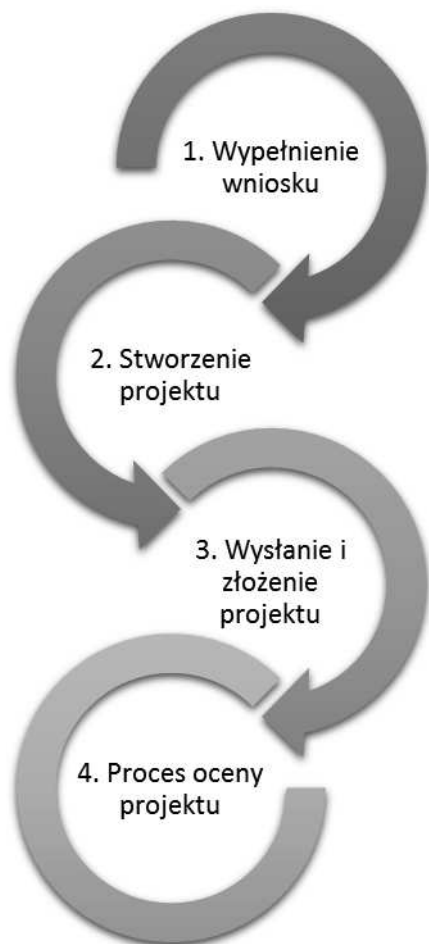 1. Wypełnienie
wniosku
2. Stworzenie
projektu
3. Wysłanie i
złożenie
projektu
4. Proces oceny
projektu